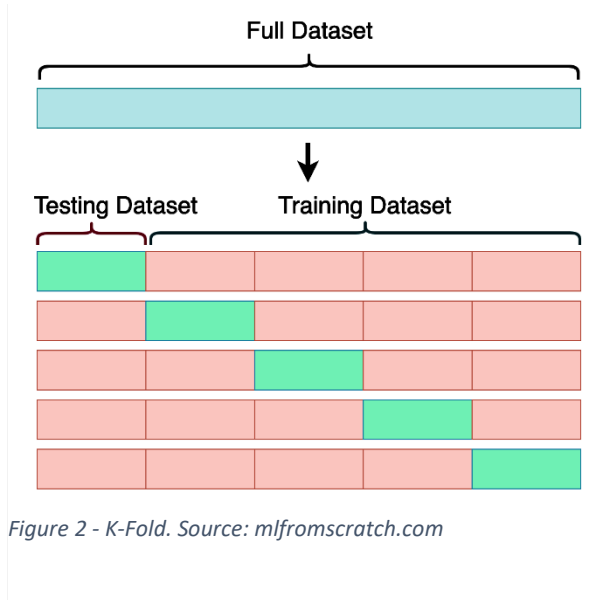 Full Dataset
Testing Dataset
Training Dataset
Figure 2 - K-Fold. Source: mlfromscratch.com